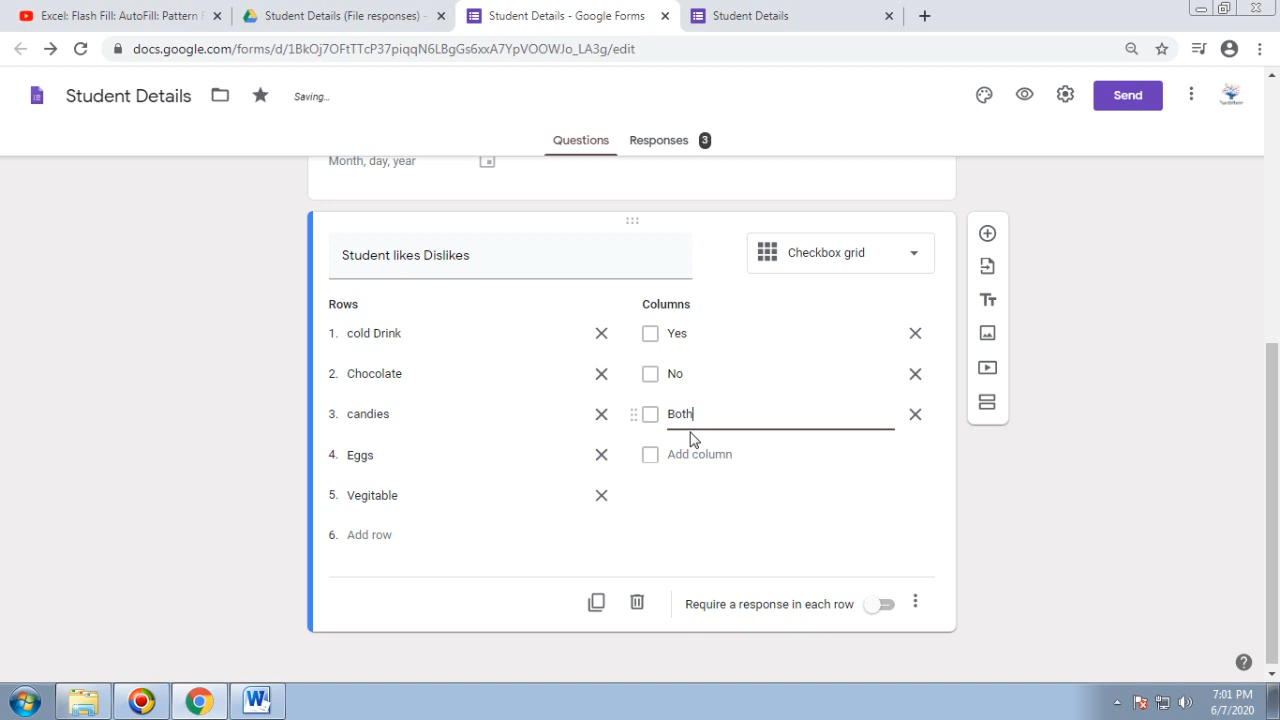 Excel: Flash Fill: AutoFill: Pattern F
Student Details (File responses) -
Student Details - Google Forms
Student Details
docs.google.com/forms/d/1BkOj7OFtTTcP37piqqN6LBgGs6xxA7YpVOOWJo_LA3g/edit
Student Details
Saving...
Send
Questions
Responses 3
Month, day, year
Student likes Dislikes
Checkbox grid
Rows
Columns
1. cold Drink
Yes
2. Chocolate
No
3. candies
Both
4. Eggs
Add column
5. Vegitable
6. Add row
Require a response in each row
7:01 PM
6/7/2020